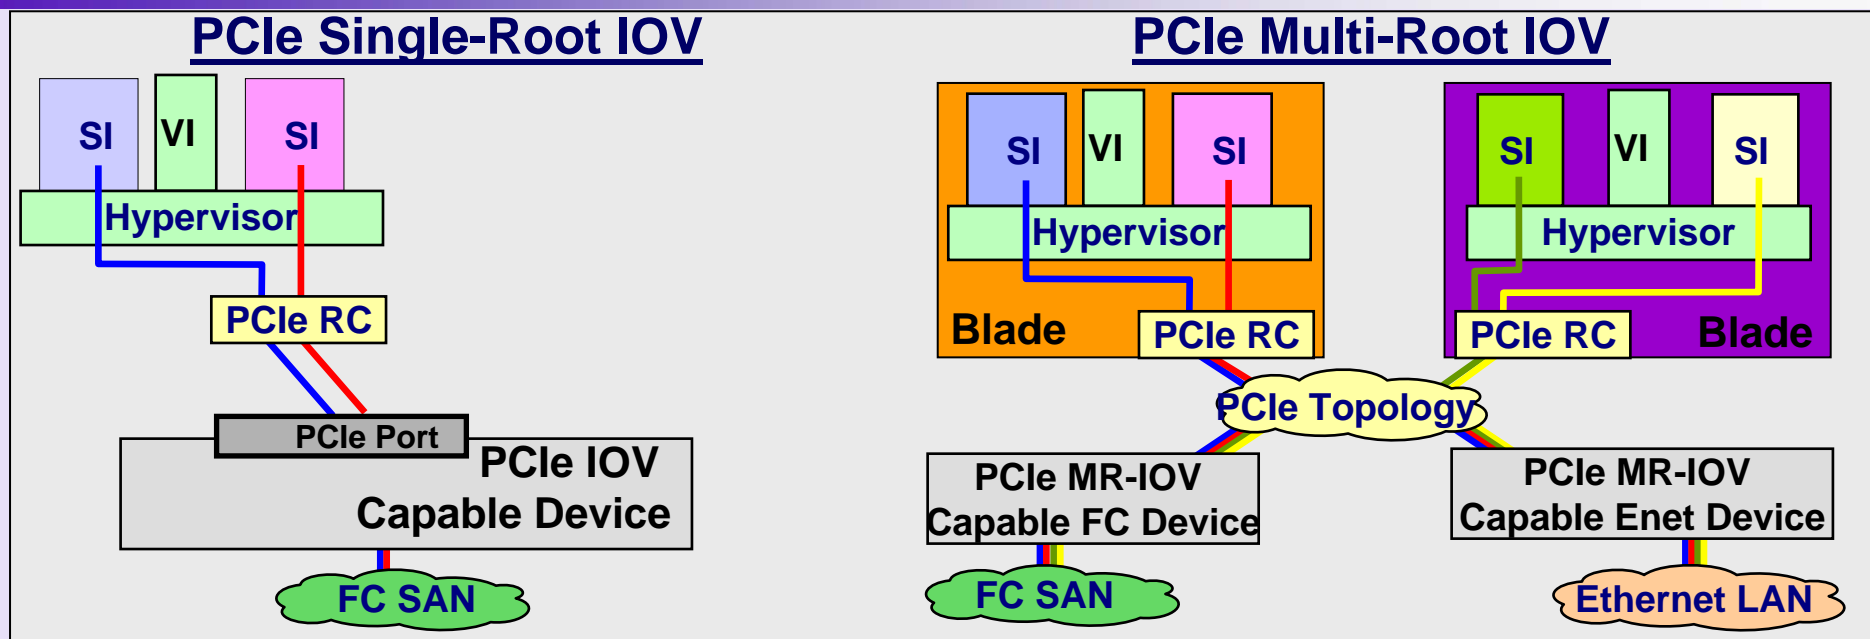 PCIe Single-Root IOV
SI
VI
SI
Hypervisor
PCIe RC
PCIe Port
PCIe IOV
Capable Device
FC SAN
PCIe Multi-Root IOV
SI
VI
SI
Hypervisor
Blade
PCIe RC
SI
VI
SI
Hypervisor
PCIe RC
Blade
PCIe Topology
PCIe MR-IOV
Capable FC Device
FC SAN
PCIe MR-IOV
Capable Enet Device
Ethernet LAN